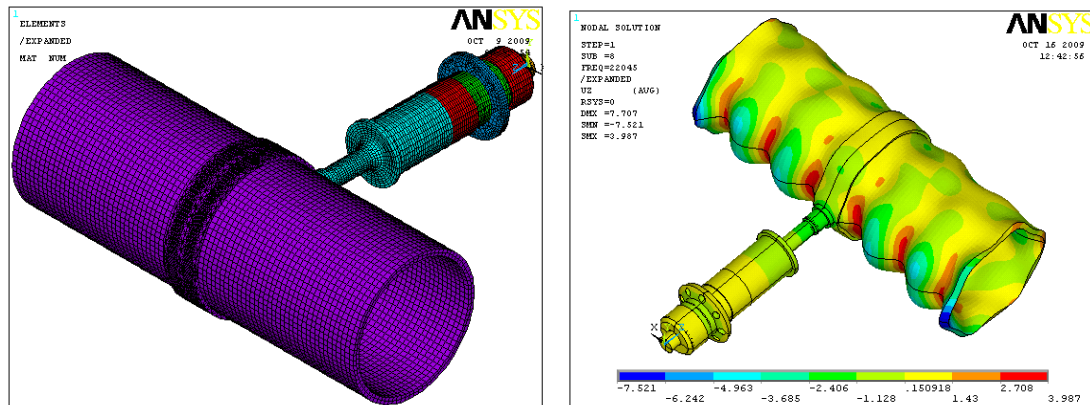 1
ELEMENTS
/EXPANDED
MAT NUM
ANSYS
OCT 9 2009
1
NODAL SOLUTION
STEP=1
SUB =8
FREQ=22045
/EXPANDED
UZ (AVG)
RSYS=0
DMX =7.707
SMN =-7.521
SMX =3.987
ANSYS
OCT 16 2009
12:42:56
X
-7.521
-6.242
-4.963
-3.685
-2.406
-1.128
.150918
1.43
2.708
3.987